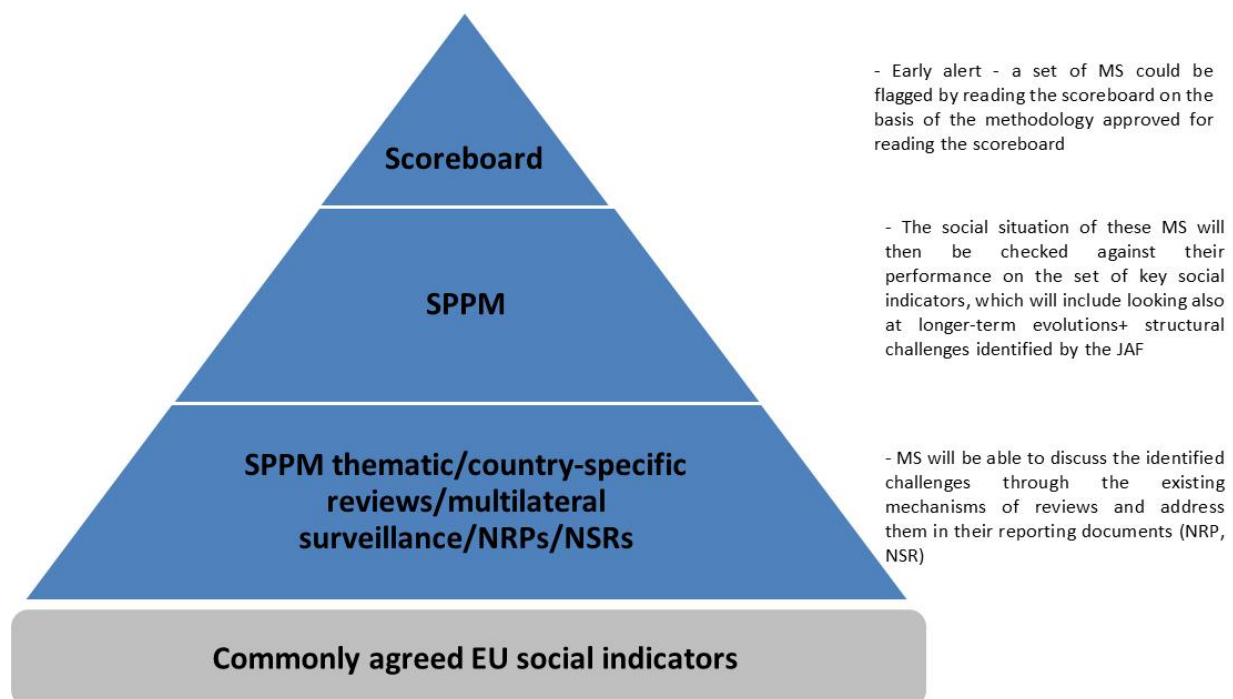 Scoreboard
- Early alert - a set of MS could be
flagged by reading the scoreboard on the
basis of the methodology approved for
reading the scoreboard
SPPM
- The social situation of these MS will
then be checked against their
performance on the set of key social
indicators, which will include looking also
at longer-term evolutions+ structural
challenges identified by the JAF
SPPM thematic/country-specific
reviews/multilateral
surveillance/NRPs/NSRs
- MS will be able to discuss the identified
challenges through the existing
mechanisms of reviews and address
them in their reporting documents (NRP,
NSR)
Commonly agreed EU social indicators